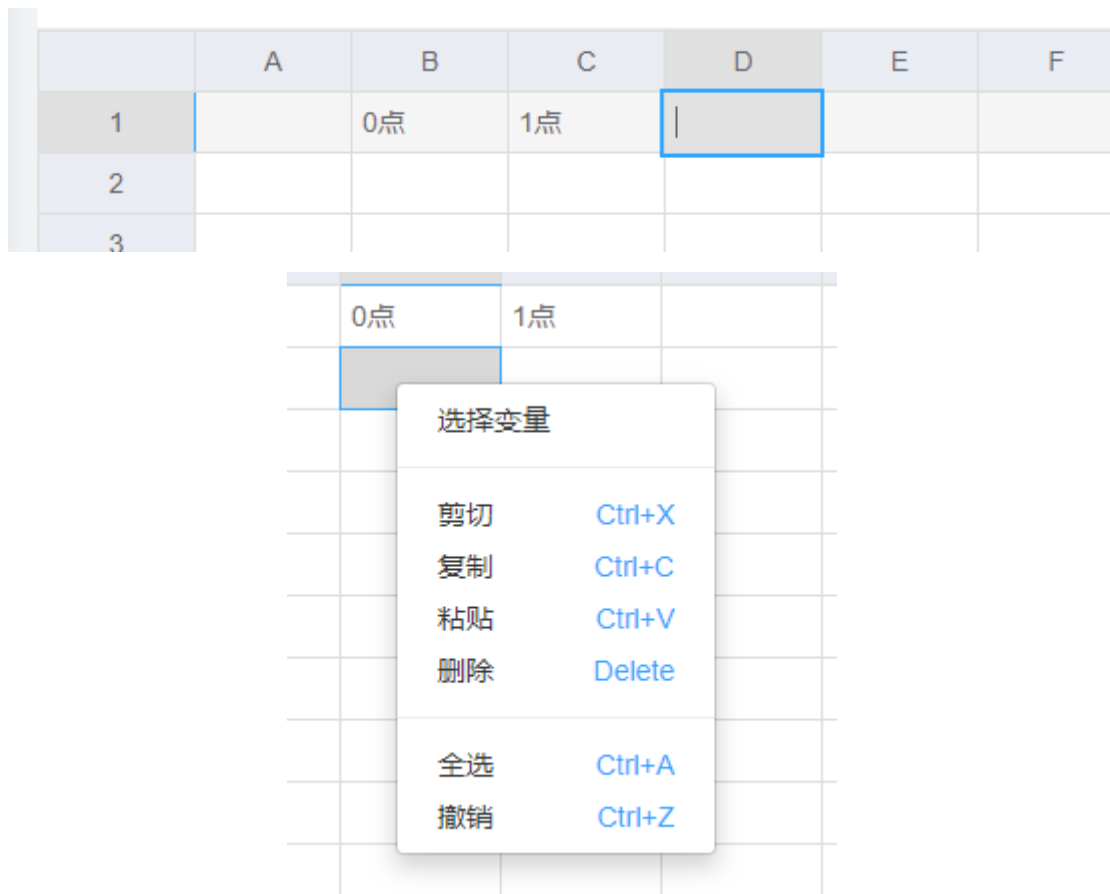 A B C D E F
1 0点 1点
2
3
0点 1点
选择变量
剪切 Ctrl+X
复制 Ctrl+C
粘贴 Ctrl+V
删除 Delete
全选 Ctrl+A
撤销 Ctrl+Z